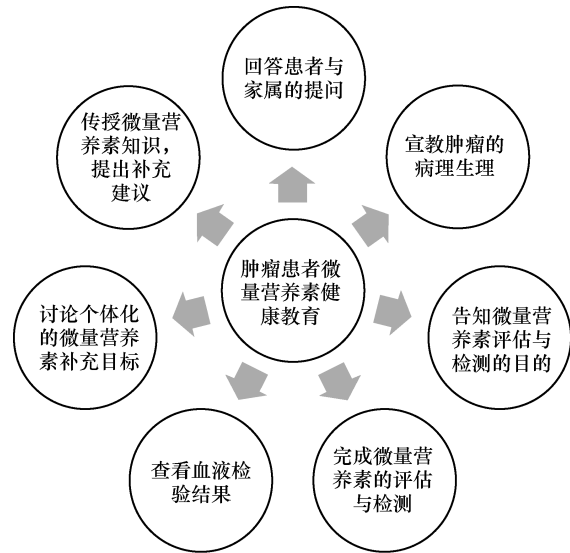 回答患者与
家属的提问
宣教肿瘤的
病理生理
告知微量营
养素评估与
检测的目的
完成微量营
养素的评估
与检测
查看血液检
验结果
讨论个体化
的微量营养
素补充目标
传授微量营
养素知识，
提出补充
建议
肿瘤患者微
量营养素健
康教育